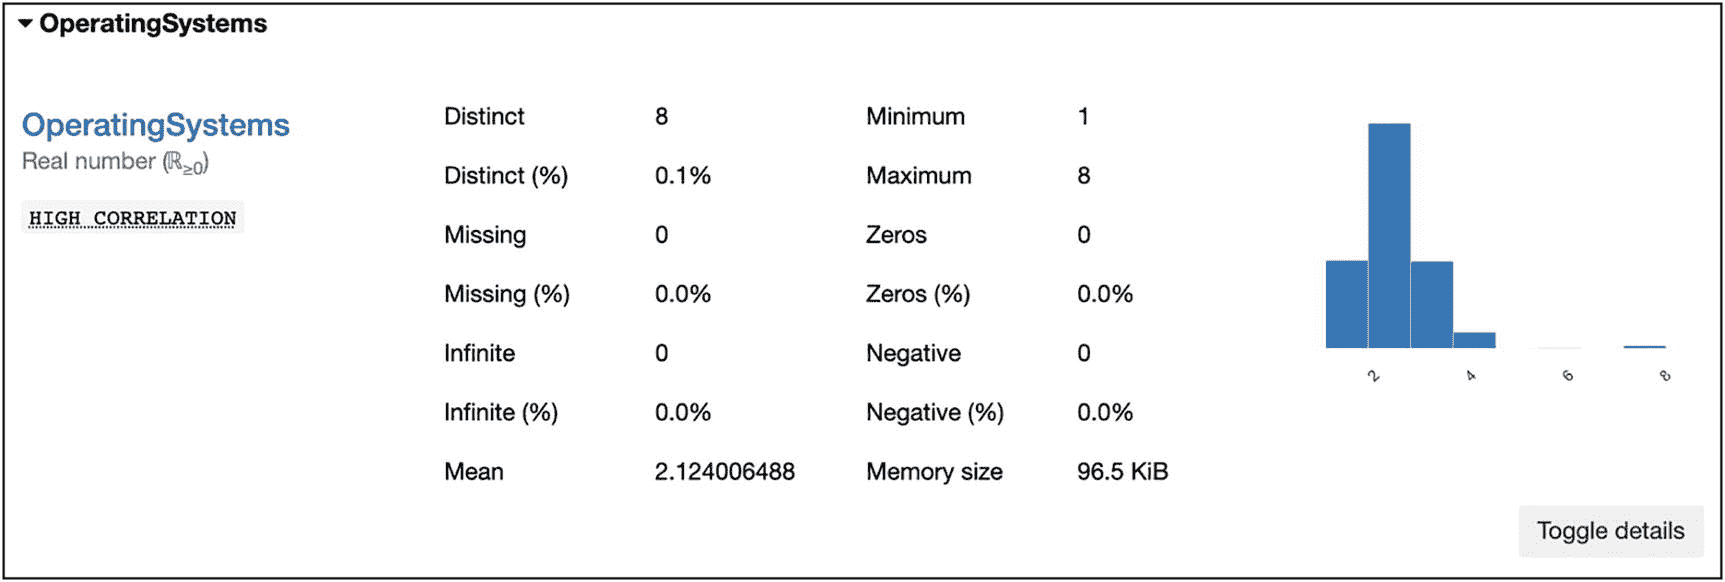 OperatingSystems
OperatingSystems
Real number (ℝ≥0)
HIGH CORRELATION
Distinct 8 Minimum 1
Distinct (%) 0.1% Maximum 8
Missing 0 Zeros 0
Missing (%) 0.0% Zeros (%) 0.0%
Infinite 0 Negative 0
Infinite (%) 0.0% Negative (%) 0.0%
Mean 2.124006488 Memory size 96.5 KiB
2 4 6 8
Toggle details